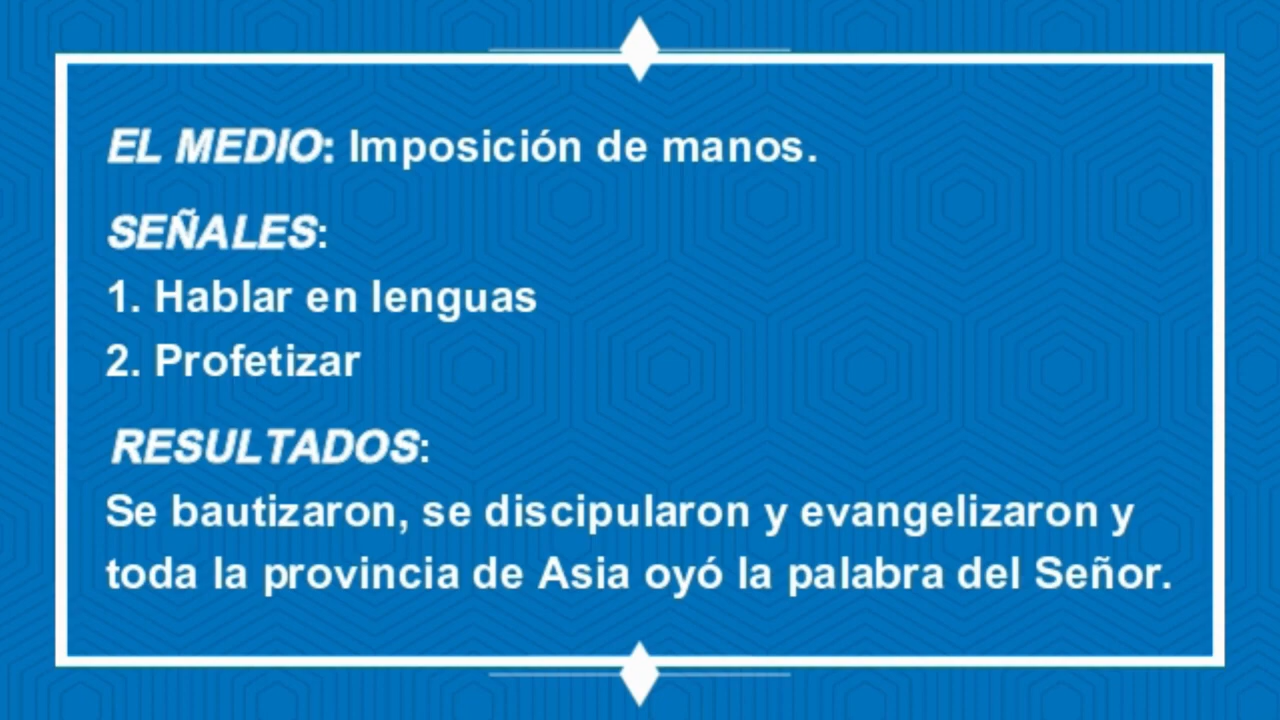 EL MEDIO: Imposición de manos.
SEÑALES:
1. Hablar en lenguas
2. Profetizar
RESULTADOS:
Se bautizaron, se discipularon y evangelizaron y
toda la provincia de Asia oyó la palabra del Señor.